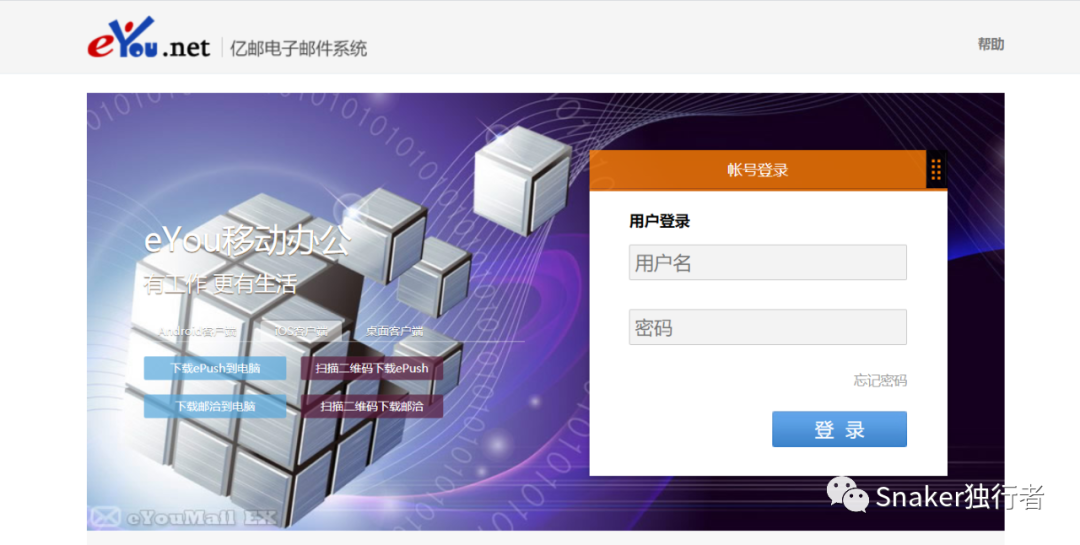 eYou.net 亿邮电子邮件系统
帮助
eYou移动办公
有工作 更有生活
Android客户端 iOS客户端 桌面客户端
下载ePush到电脑 扫描二维码下载ePush
下载邮洽到电脑 扫描二维码下载邮洽
eYouMail EX
帐号登录
用户登录
用户名
密码
忘记密码
登录
Snaker独行者